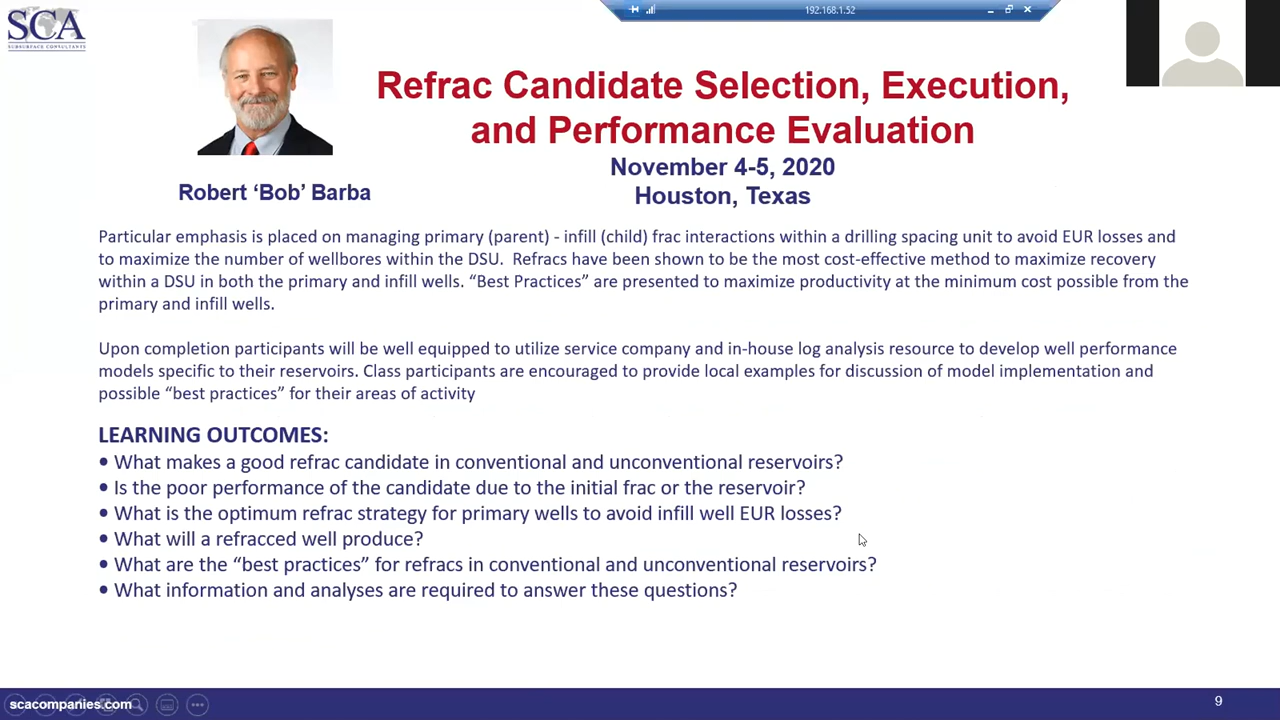 192.168.1.52
SCA
SUBSURFACE CONSULTANTS
Refrac Candidate Selection, Execution,
and Performance Evaluation
November 4-5, 2020
Houston, Texas
Robert ‘Bob’ Barba
Particular emphasis is placed on managing primary (parent) - infill (child) frac interactions within a drilling spacing unit to avoid EUR losses and
to maximize the number of wellbores within the DSU.  Refracs have been shown to be the most cost-effective method to maximize recovery
within a DSU in both the primary and infill wells. “Best Practices” are presented to maximize productivity at the minimum cost possible from the
primary and infill wells.
Upon completion participants will be well equipped to utilize service company and in-house log analysis resource to develop well performance
models specific to their reservoirs. Class participants are encouraged to provide local examples for discussion of model implementation and
possible “best practices” for their areas of activity
LEARNING OUTCOMES:
• What makes a good refrac candidate in conventional and unconventional reservoirs?
• Is the poor performance of the candidate due to the initial frac or the reservoir?
• What is the optimum refrac strategy for primary wells to avoid infill well EUR losses?
• What will a refracced well produce?
• What are the “best practices” for refracs in conventional and unconventional reservoirs?
• What information and analyses are required to answer these questions?
scacompanies.com
9